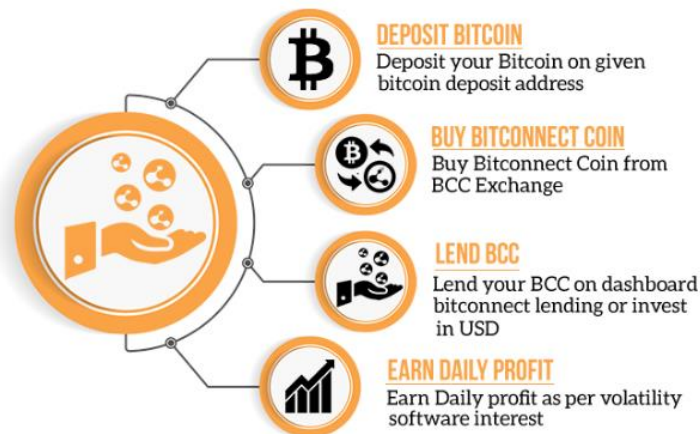 DEPOSIT BITCOIN
Deposit your Bitcoin on given
bitcoin deposit address
BUY BITCONNECT COIN
Buy Bitconnect Coin from
BCC Exchange
LEND BCC
Lend your BCC on dashboard
bitconnect lending or invest
in USD
EARN DAILY PROFIT
Earn Daily profit as per volatility
software interest